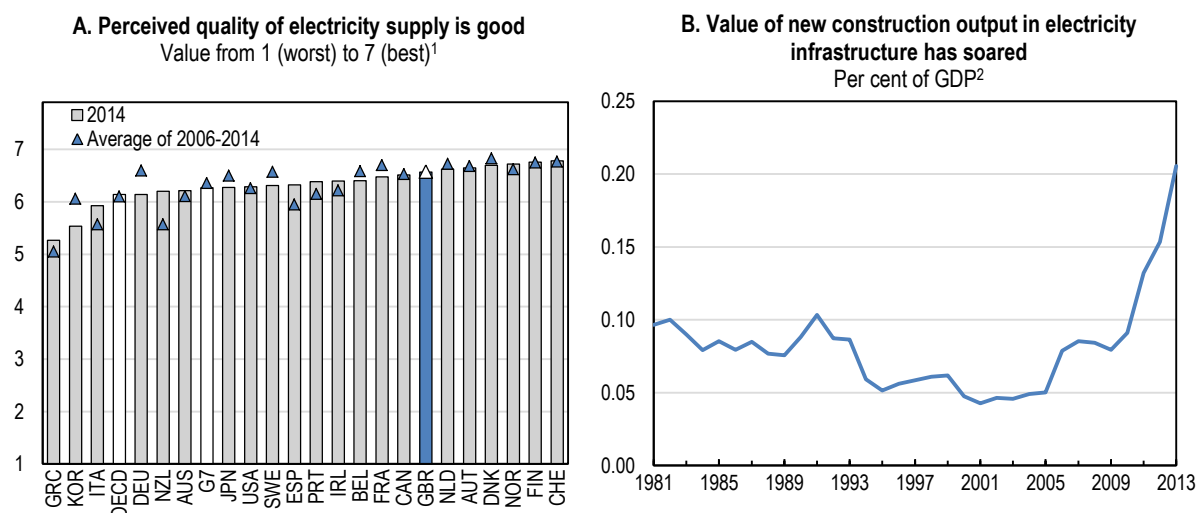 A. Perceived quality of electricity supply is good
Value from 1 (worst) to 7 (best)1
2014
Average of 2006-2014
7
6
5
4
3
2
1
GRC
KOR
ITA
OECD
DEU
NZL
AUS
G7
JPN
USA
SWE
ESP
PRT
IRL
BEL
FRA
CAN
GBR
NLD
AUT
DNK
NOR
FIN
CHE
B. Value of new construction output in electricity
infrastructure has soared
Per cent of GDP2
0.25
0.20
0.15
0.10
0.05
0.00
1981 1985 1989 1993 1997 2001 2005 2009 2013